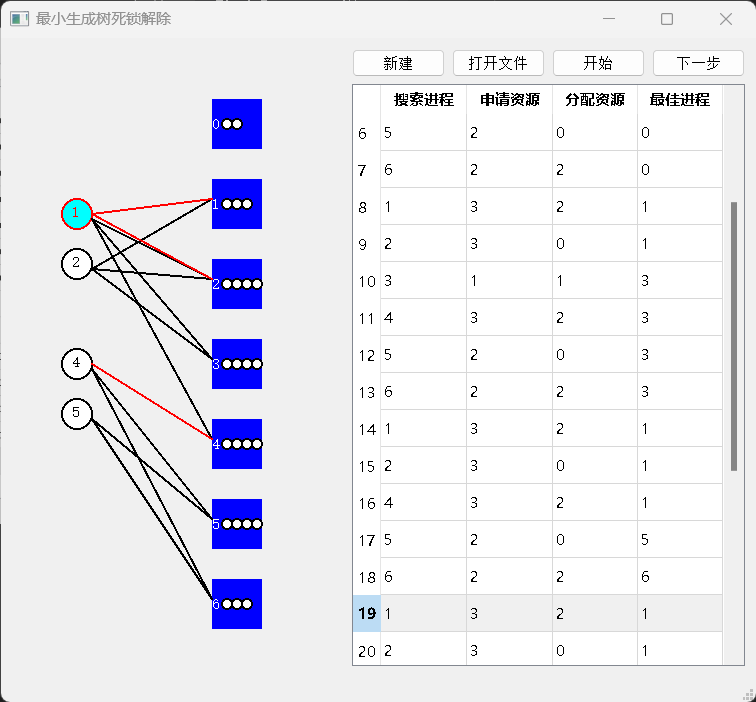 最小生成树死锁解除
新建 打开文件 开始 下一步
搜索进程 申请资源 分配资源 最佳进程
6 5 2 0 0
7 6 2 2 0
8 1 3 2 1
9 2 3 0 1
10 3 1 1 3
11 4 3 2 3
12 5 2 0 3
13 6 2 2 3
14 1 3 2 1
15 2 3 0 1
16 4 3 2 1
17 5 2 0 5
18 6 2 2 6
19 1 3 2 1
20 2 3 0 1
0
1
1
2
2
3
4
4
5
5
6